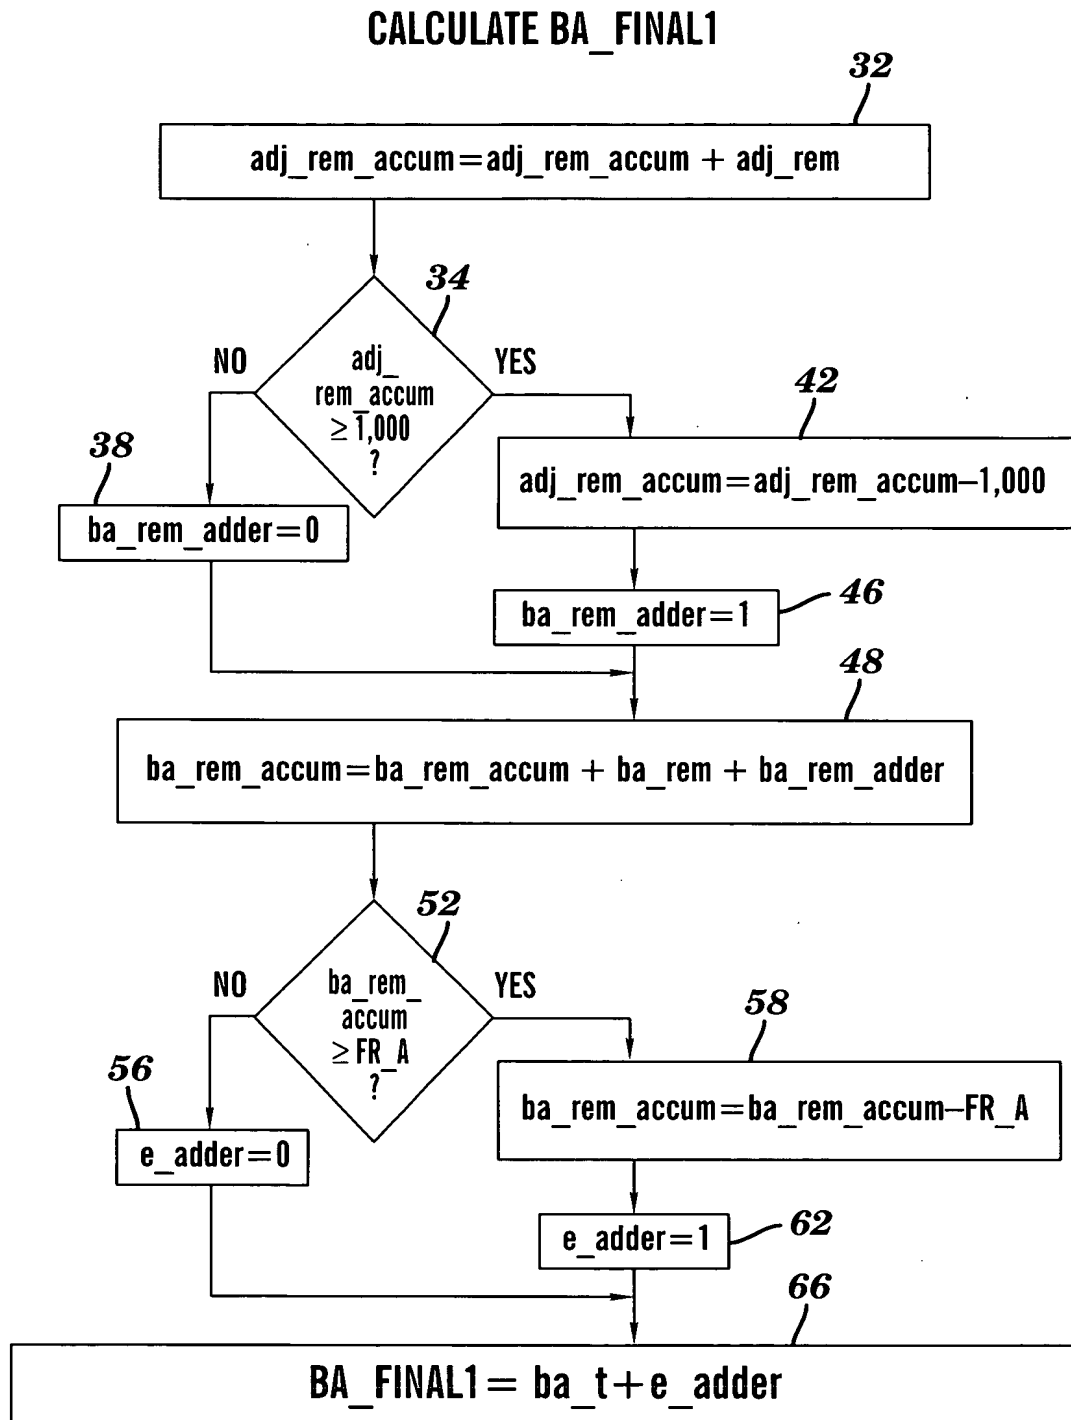 CALCULATE BA_FINAL1
32
adj_rem_accum=adj_rem_accum + adj_rem
34
NO
YES
adj_
rem_accum
≥1,000
?
42
38
adj_rem_accum=adj_rem_accum–1,000
ba_rem_adder=0
46
ba_rem_adder=1
48
ba_rem_accum=ba_rem_accum + ba_rem + ba_rem_adder
52
NO
YES
ba_rem_
accum
≥FR_A
?
58
56
ba_rem_accum=ba_rem_accum–FR_A
e_adder=0
62
e_adder=1
66
BA_FINAL1= ba_t+e_adder